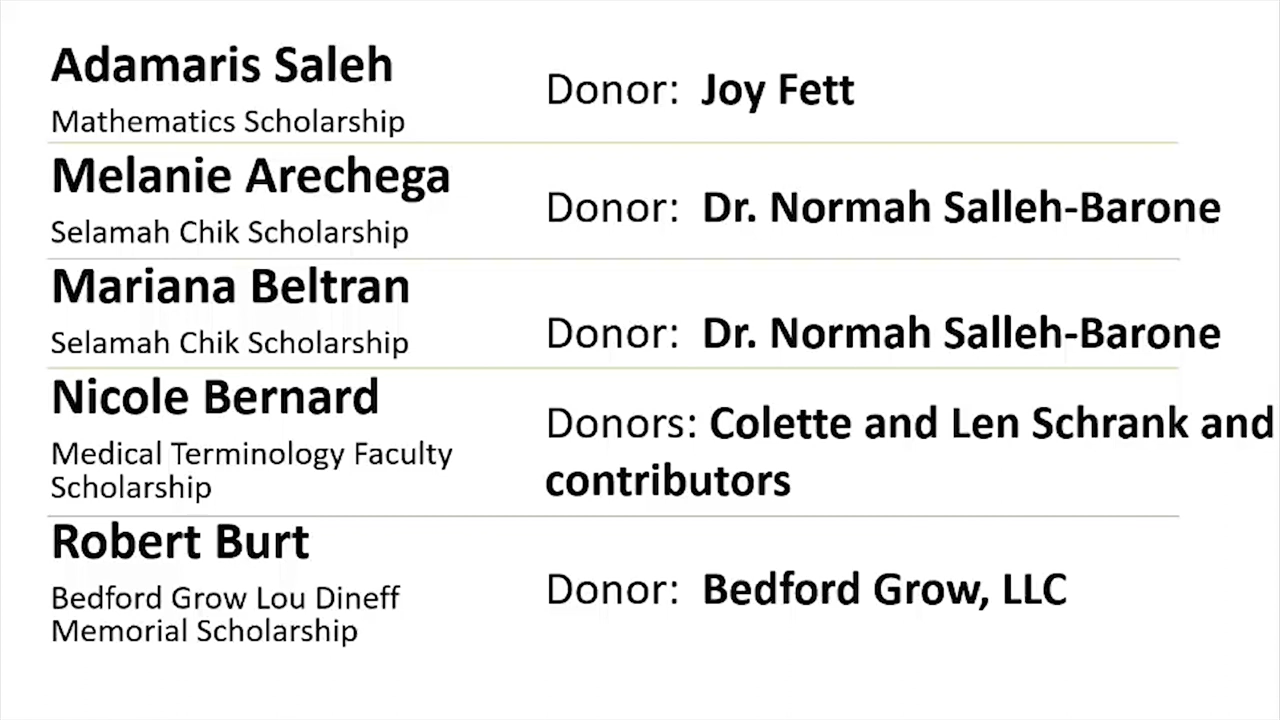 Adamaris Saleh
Mathematics Scholarship
Donor: Joy Fett
Melanie Arechega
Selamah Chik Scholarship
Donor: Dr. Normah Salleh-Barone
Mariana Beltran
Selamah Chik Scholarship
Donor: Dr. Normah Salleh-Barone
Nicole Bernard
Medical Terminology Faculty
Scholarship
Donors: Colette and Len Schrank and
contributors
Robert Burt
Bedford Grow Lou Dineff
Memorial Scholarship
Donor: Bedford Grow, LLC